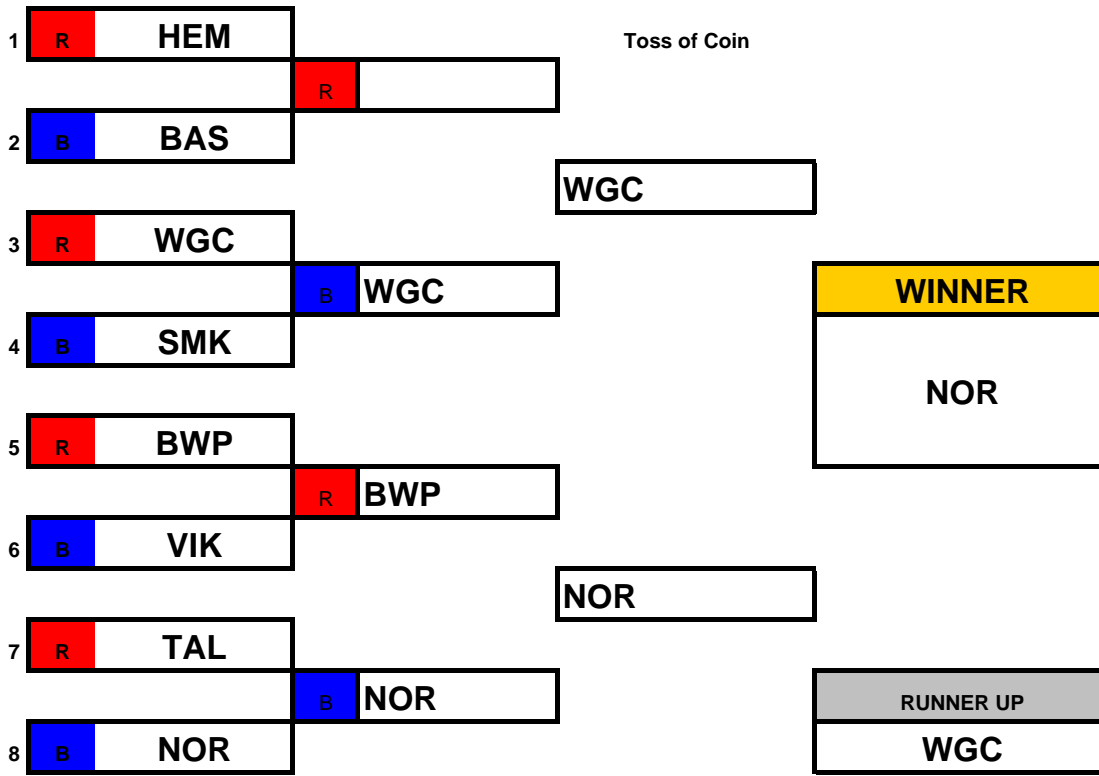 1 R HEM Toss of Coin
R
2 B BAS
WGC
3 R WGC
B WGC WINNER
4 B SMK
NOR
5 R BWP
R BWP
6 B VIK
NOR
7 R TAL
B NOR RUNNER UP
8 B NOR WGC